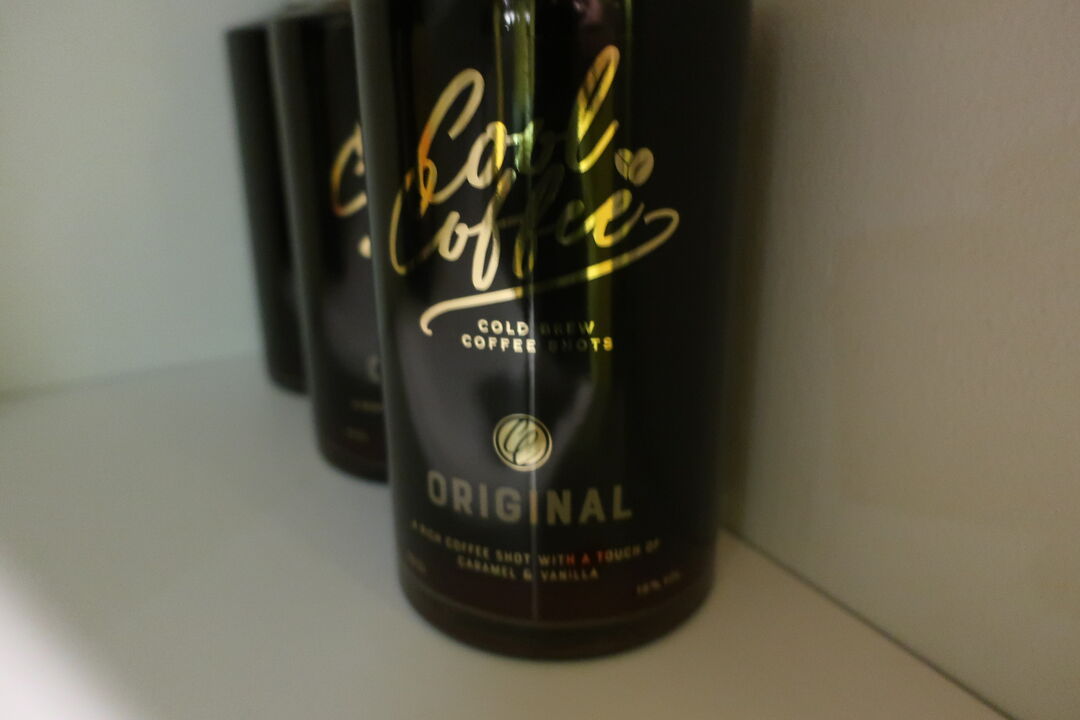 Cool
Coffee
COLD BREW
COFFEE SHOTS
ORIGINAL
A RICH COFFEE SHOT WITH A TOUCH OF
CARAMEL & VANILLA